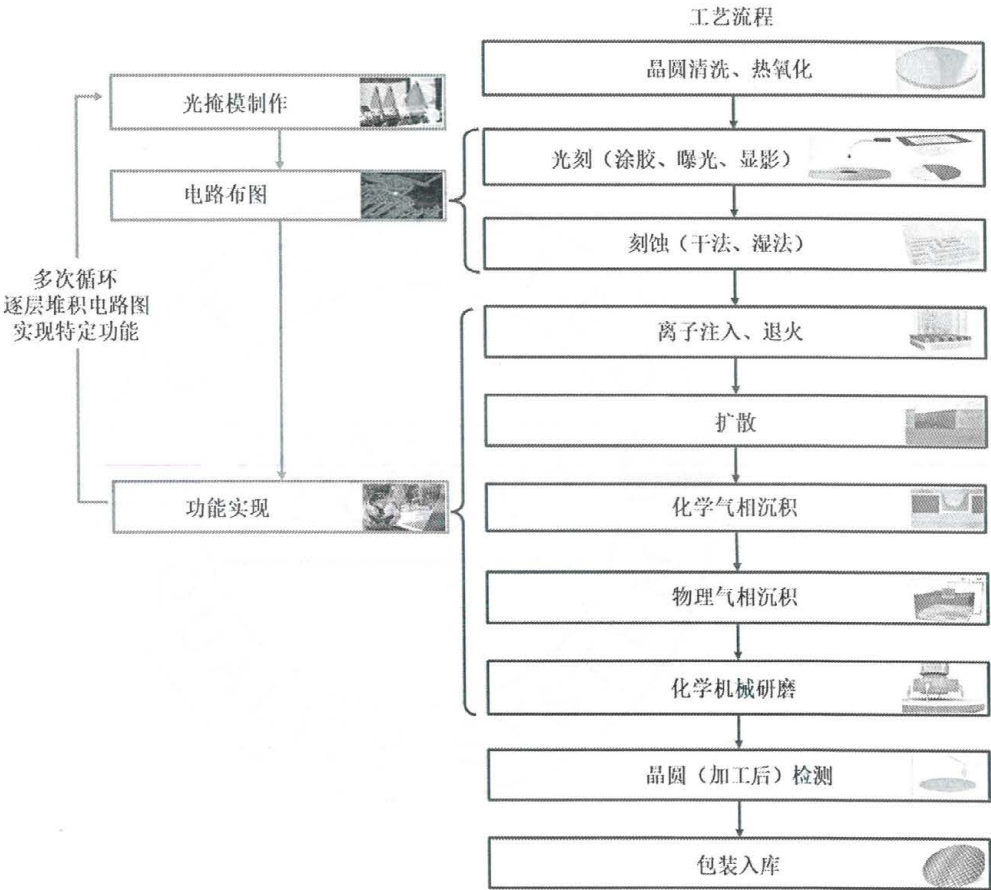 工艺流程
晶圆清洗、热氧化
光掩模制作
光刻（涂胶、曝光、显影）
电路布图
刻蚀（干法、湿法）
多次循环
逐层堆积电路图
实现特定功能
离子注入、退火
扩散
功能实现
化学气相沉积
物理气相沉积
化学机械研磨
晶圆（加工后）检测
包装入库